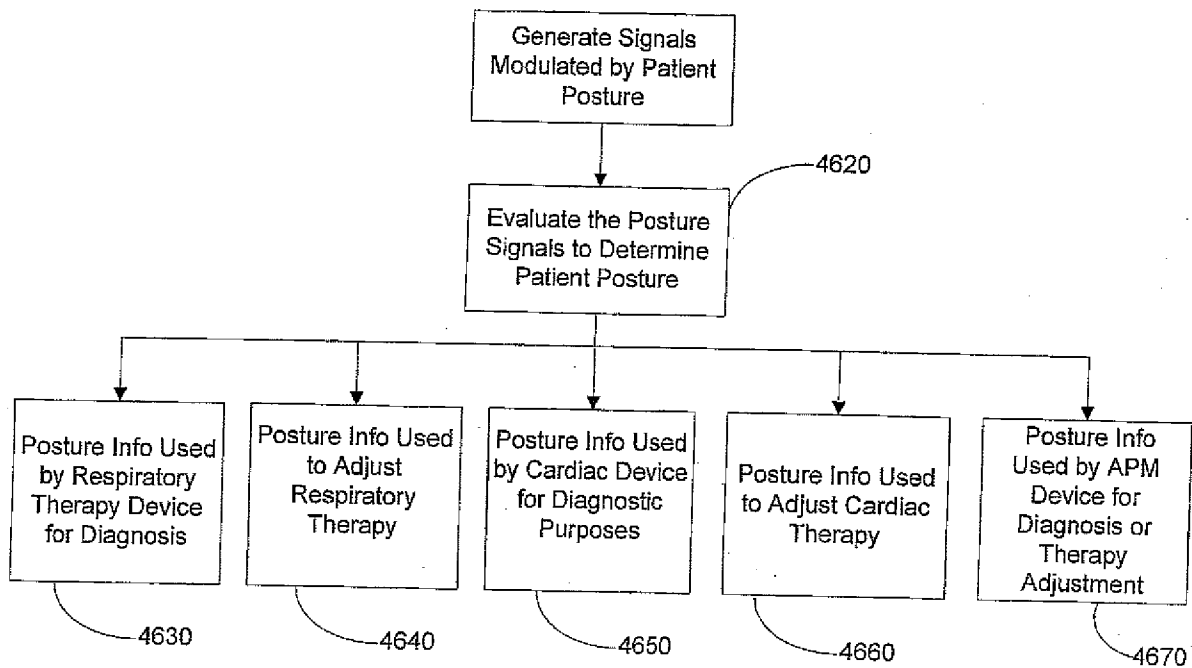 Generate Signals
Modulated by Patient
Posture
4620
Evaluate the Posture
Signals to Determine
Patient Posture
Posture Info Used
by Respiratory
Therapy Device
for Diagnosis
Posture Info Used
to Adjust
Respiratory
Therapy
Posture Info Used
by Cardiac Device
for Diagnostic
Purposes
Posture Info Used
to Adjust Cardiac
Therapy
Posture Info
Used by APM
Device for
Diagnosis or
Therapy
Adjustment
4630
4640
4650
4660
4670